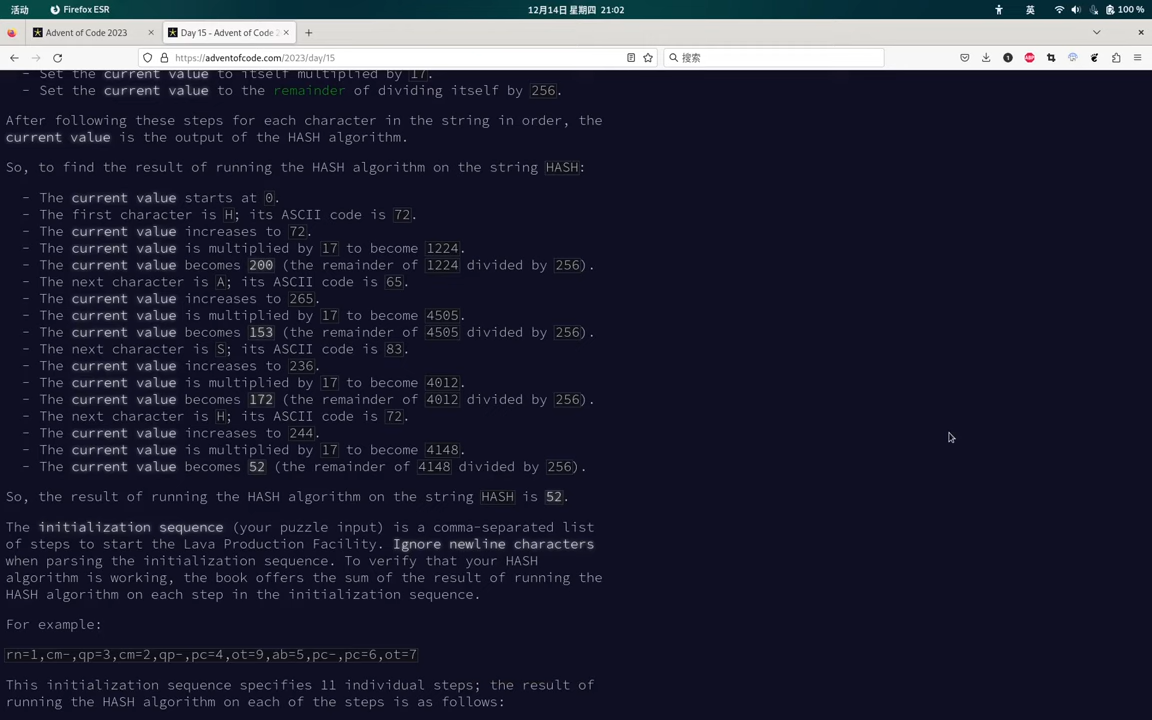 活动 Firefox ESR 12月14日 星期四 21:02 英 100 %
Advent of Code 2023 Day 15 - Advent of Code 2
https://adventofcode.com/2023/day/15 搜索
- Set the current value to itself multiplied by 17.
- Set the current value to the remainder of dividing itself by 256.
After following these steps for each character in the string in order, the
current value is the output of the HASH algorithm.
So, to find the result of running the HASH algorithm on the string HASH:
- The current value starts at 0.
- The first character is H; its ASCII code is 72.
- The current value increases to 72.
- The current value is multiplied by 17 to become 1224.
- The current value becomes 200 (the remainder of 1224 divided by 256).
- The next character is A; its ASCII code is 65.
- The current value increases to 265.
- The current value is multiplied by 17 to become 4505.
- The current value becomes 153 (the remainder of 4505 divided by 256).
- The next character is S; its ASCII code is 83.
- The current value increases to 236.
- The current value is multiplied by 17 to become 4012.
- The current value becomes 172 (the remainder of 4012 divided by 256).
- The next character is H; its ASCII code is 72.
- The current value increases to 244.
- The current value is multiplied by 17 to become 4148.
- The current value becomes 52 (the remainder of 4148 divided by 256).
So, the result of running the HASH algorithm on the string HASH is 52.
The initialization sequence (your puzzle input) is a comma-separated list
of steps to start the Lava Production Facility. Ignore newline characters
when parsing the initialization sequence. To verify that your HASH
algorithm is working, the book offers the sum of the result of running the
HASH algorithm on each step in the initialization sequence.
For example:
rn=1,cm-,qp=3,cm=2,qp-,pc=4,ot=9,ab=5,pc-,pc=6,ot=7
This initialization sequence specifies 11 individual steps; the result of
running the HASH algorithm on each of the steps is as follows: